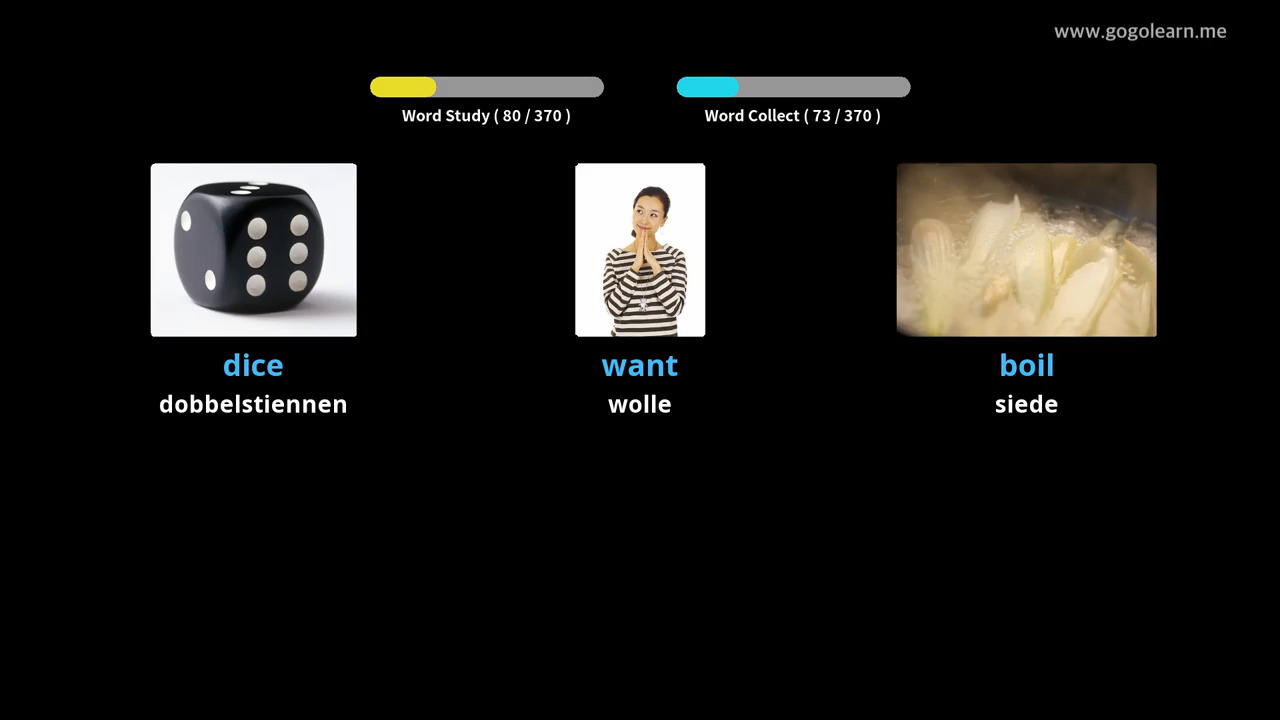 www.gogolearn.me
Word Study ( 80 / 370 )
Word Collect ( 73 / 370 )
dice
want
boil
dobbelstiennen
wolle
siede